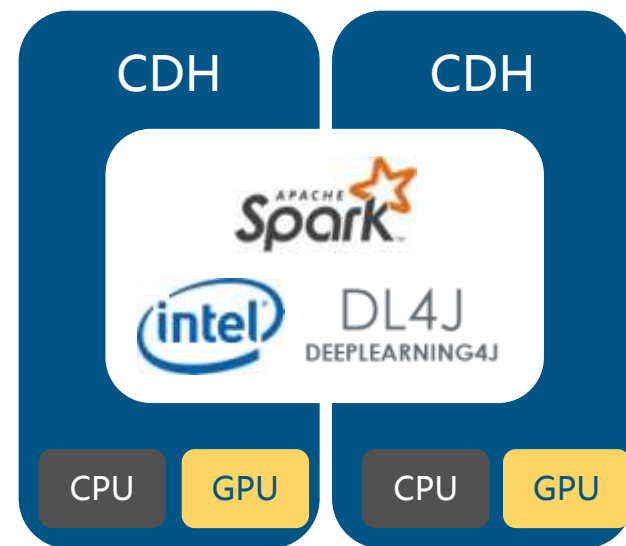 CDH CDH
APACHE
Spark
intel
DL4J
DEEPLEARNING4J
CPU GPU CPU GPU